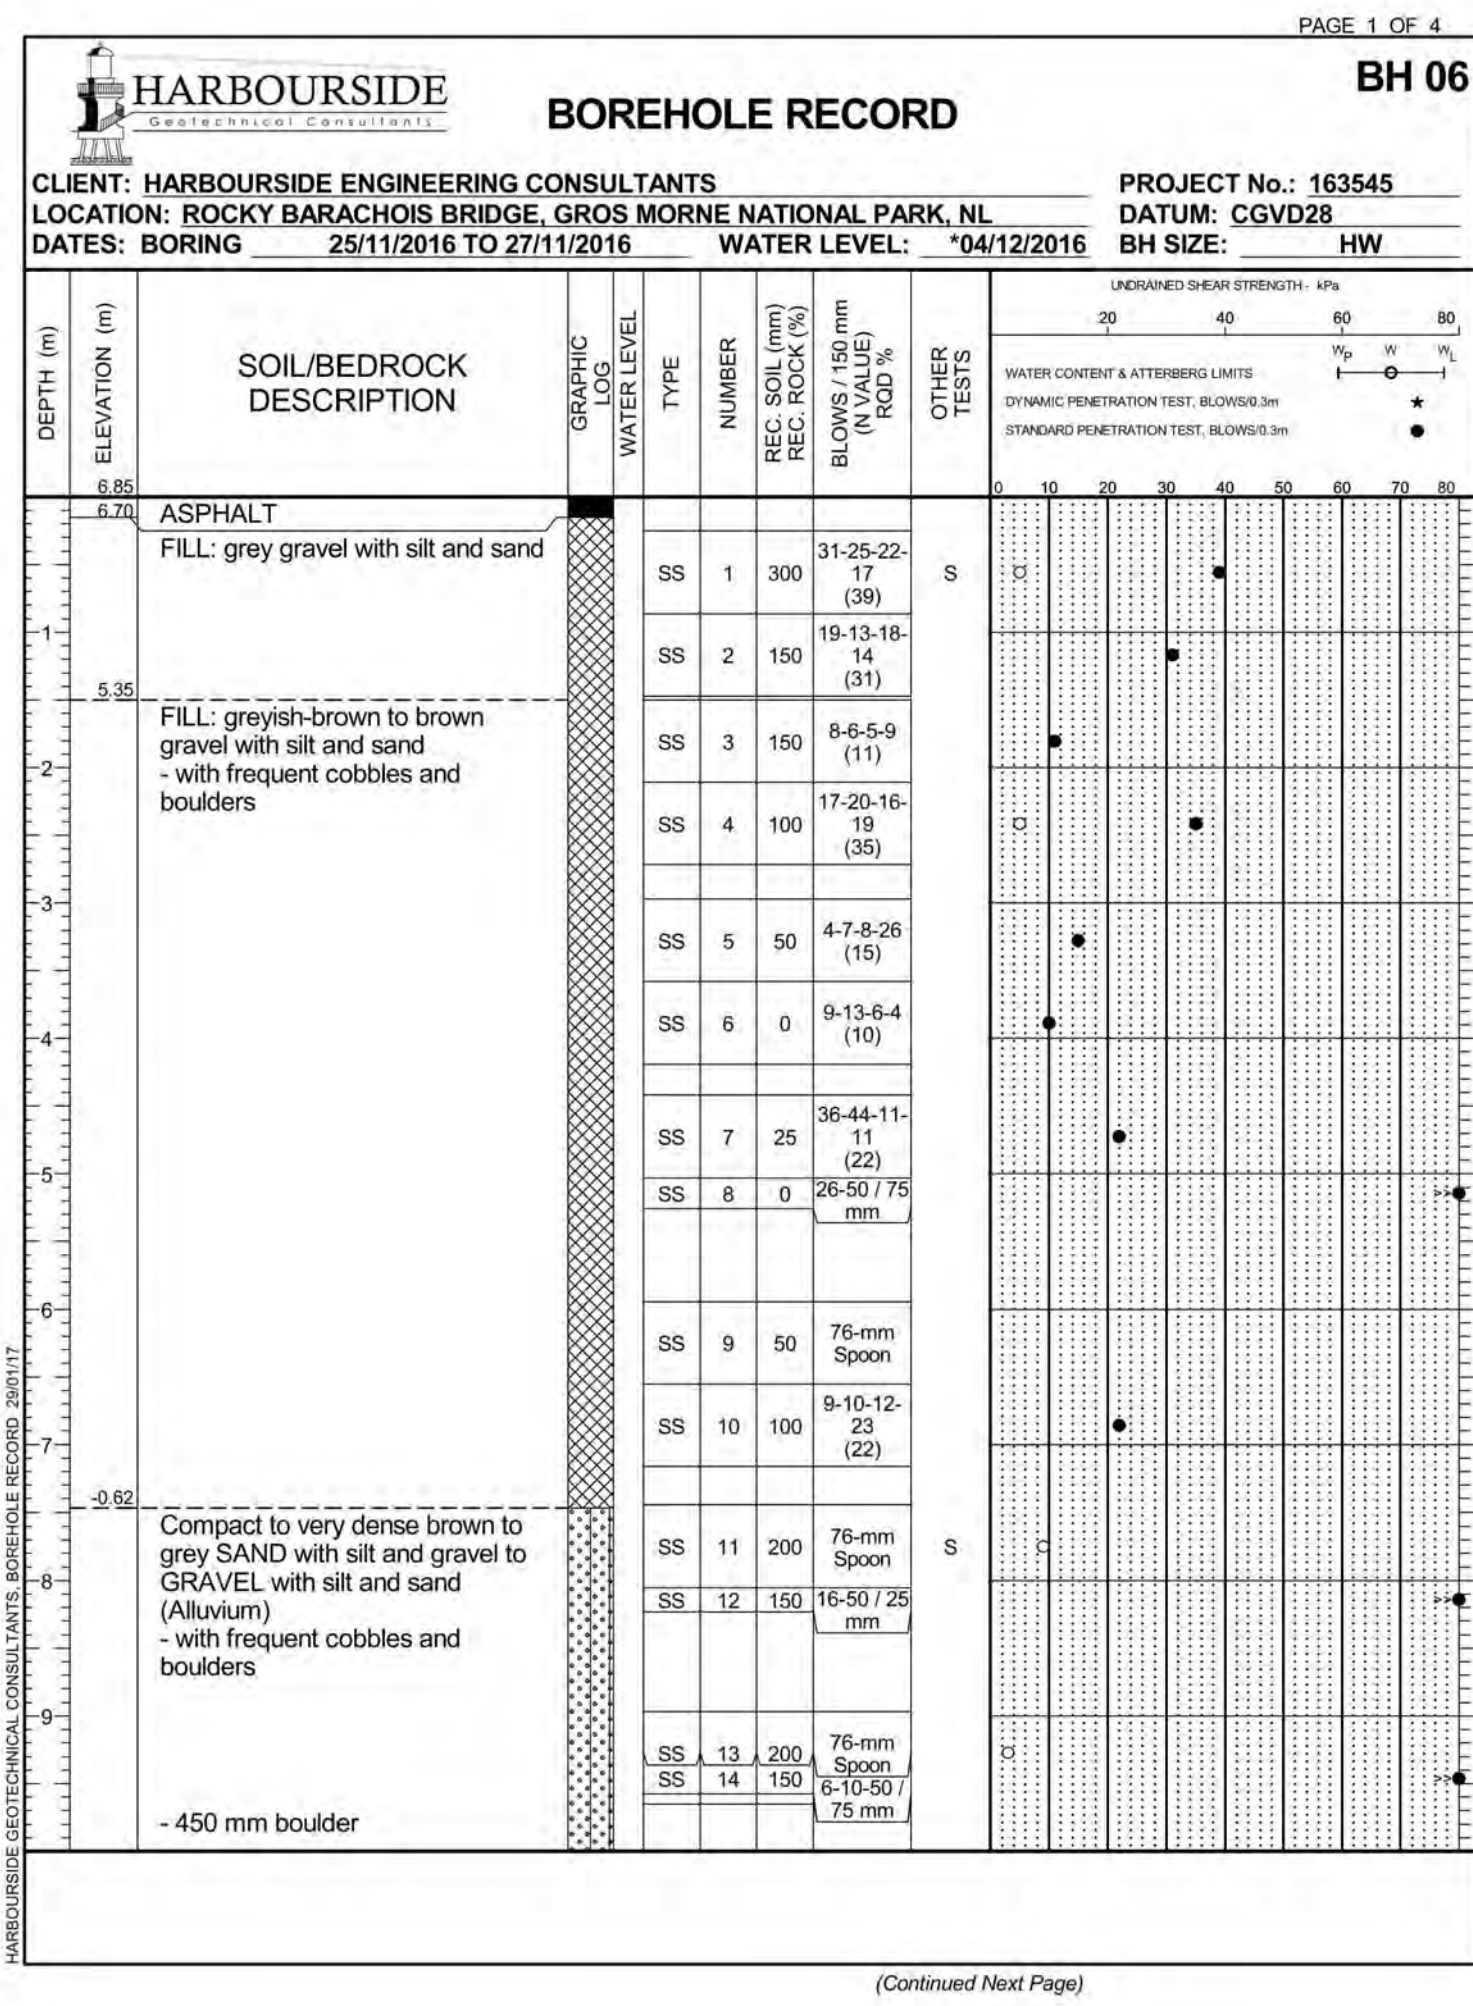 PAGE 1 OF 4
HARBOURSIDE
Geotechnical Consultants
BOREHOLE RECORD
BH 06
CLIENT: HARBOURSIDE ENGINEERING CONSULTANTS
PROJECT No.: 163545
LOCATION: ROCKY BARACHOIS BRIDGE, GROS MORNE NATIONAL PARK, NL
DATUM: CGVD28
DATES: BORING 25/11/2016 TO 27/11/2016
WATER LEVEL: *04/12/2016
BH SIZE: HW
DEPTH (m)
ELEVATION (m)
SOIL/BEDROCK
DESCRIPTION
GRAPHIC
LOG
WATER LEVEL
TYPE
NUMBER
REC. SOIL (mm)
REC. ROCK (%)
BLOWS / 150 mm
(N VALUE)
RQD %
OTHER
TESTS
UNDRAINED SHEAR STRENGTH - kPa
20 40 60 80
WP W WL
WATER CONTENT & ATTERBERG LIMITS
DYNAMIC PENETRATION TEST, BLOWS/0.3m ★
STANDARD PENETRATION TEST, BLOWS/0.3m ●
0 10 20 30 40 50 60 70 80
6.85
6.70
ASPHALT
FILL: grey gravel with silt and sand
SS 1 300 31-25-22-
17
(39)
S
1
SS 2 150 19-13-18-
14
(31)
5.35
FILL: greyish-brown to brown
gravel with silt and sand
- with frequent cobbles and
boulders
SS 3 150 8-6-5-9
(11)
2
SS 4 100 17-20-16-
19
(35)
3
SS 5 50 4-7-8-26
(15)
SS 6 0 9-13-6-4
(10)
4
SS 7 25 36-44-11-
11
(22)
5
SS 8 0 26-50 / 75
mm
>>
6
SS 9 50 76-mm
Spoon
SS 10 100 9-10-12-
23
(22)
7
-0.62
Compact to very dense brown to
grey SAND with silt and gravel to
GRAVEL with silt and sand
(Alluvium)
- with frequent cobbles and
boulders
SS 11 200 76-mm
Spoon
S
8
SS 12 150 16-50 / 25
mm
>>
9
SS 13 200 76-mm
Spoon
SS 14 150 6-10-50 /
75 mm
>>
- 450 mm boulder
HARBOURSIDE GEOTECHNICAL CONSULTANTS, BOREHOLE RECORD 29/01/17
(Continued Next Page)